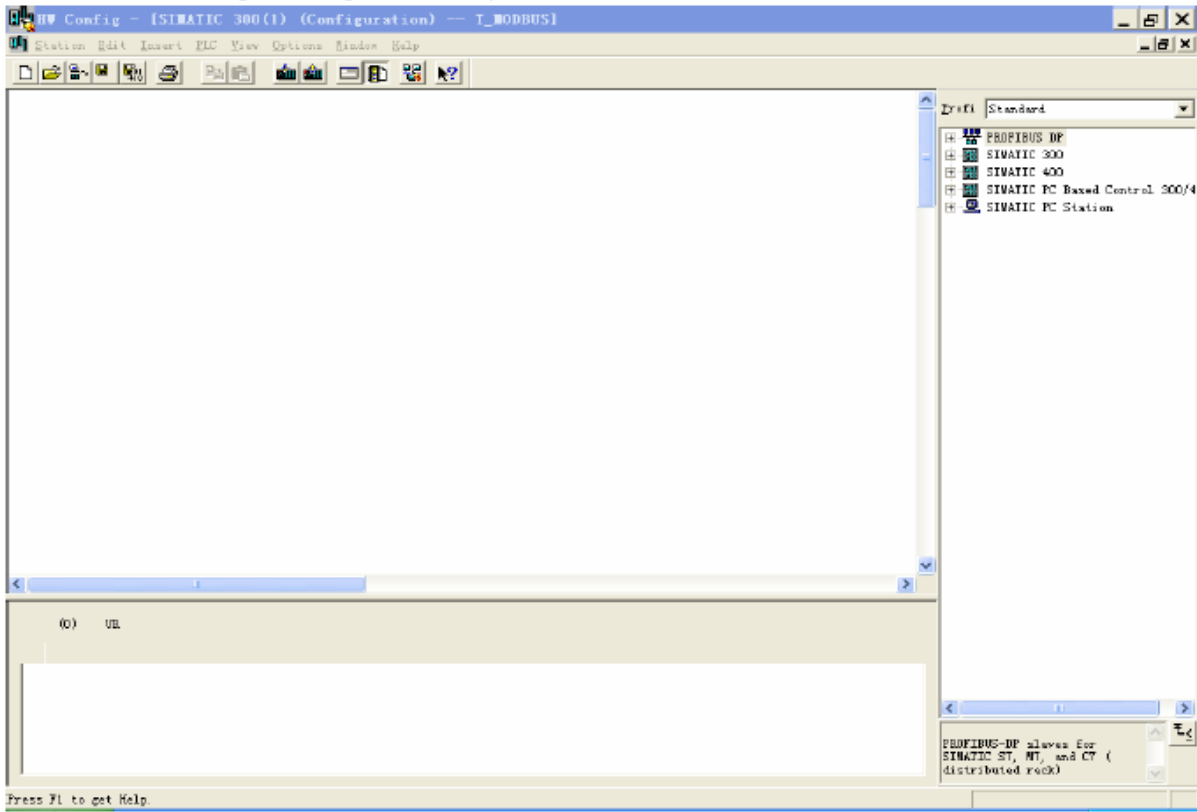 HW Config - [SIMATIC 300(1) (Configuration) -- T_MODBUS]
Station Edit Insert PLC View Options Window Help
Profi Standard
PROFIBUS DP
SIMATIC 300
SIMATIC 400
SIMATIC PC Based Control 300/4
SIMATIC PC Station
(0) UR
PROFIBUS-DP slaves for
SIMATIC S7, M7, and C7 (
distributed rack)
Press F1 to get Help.